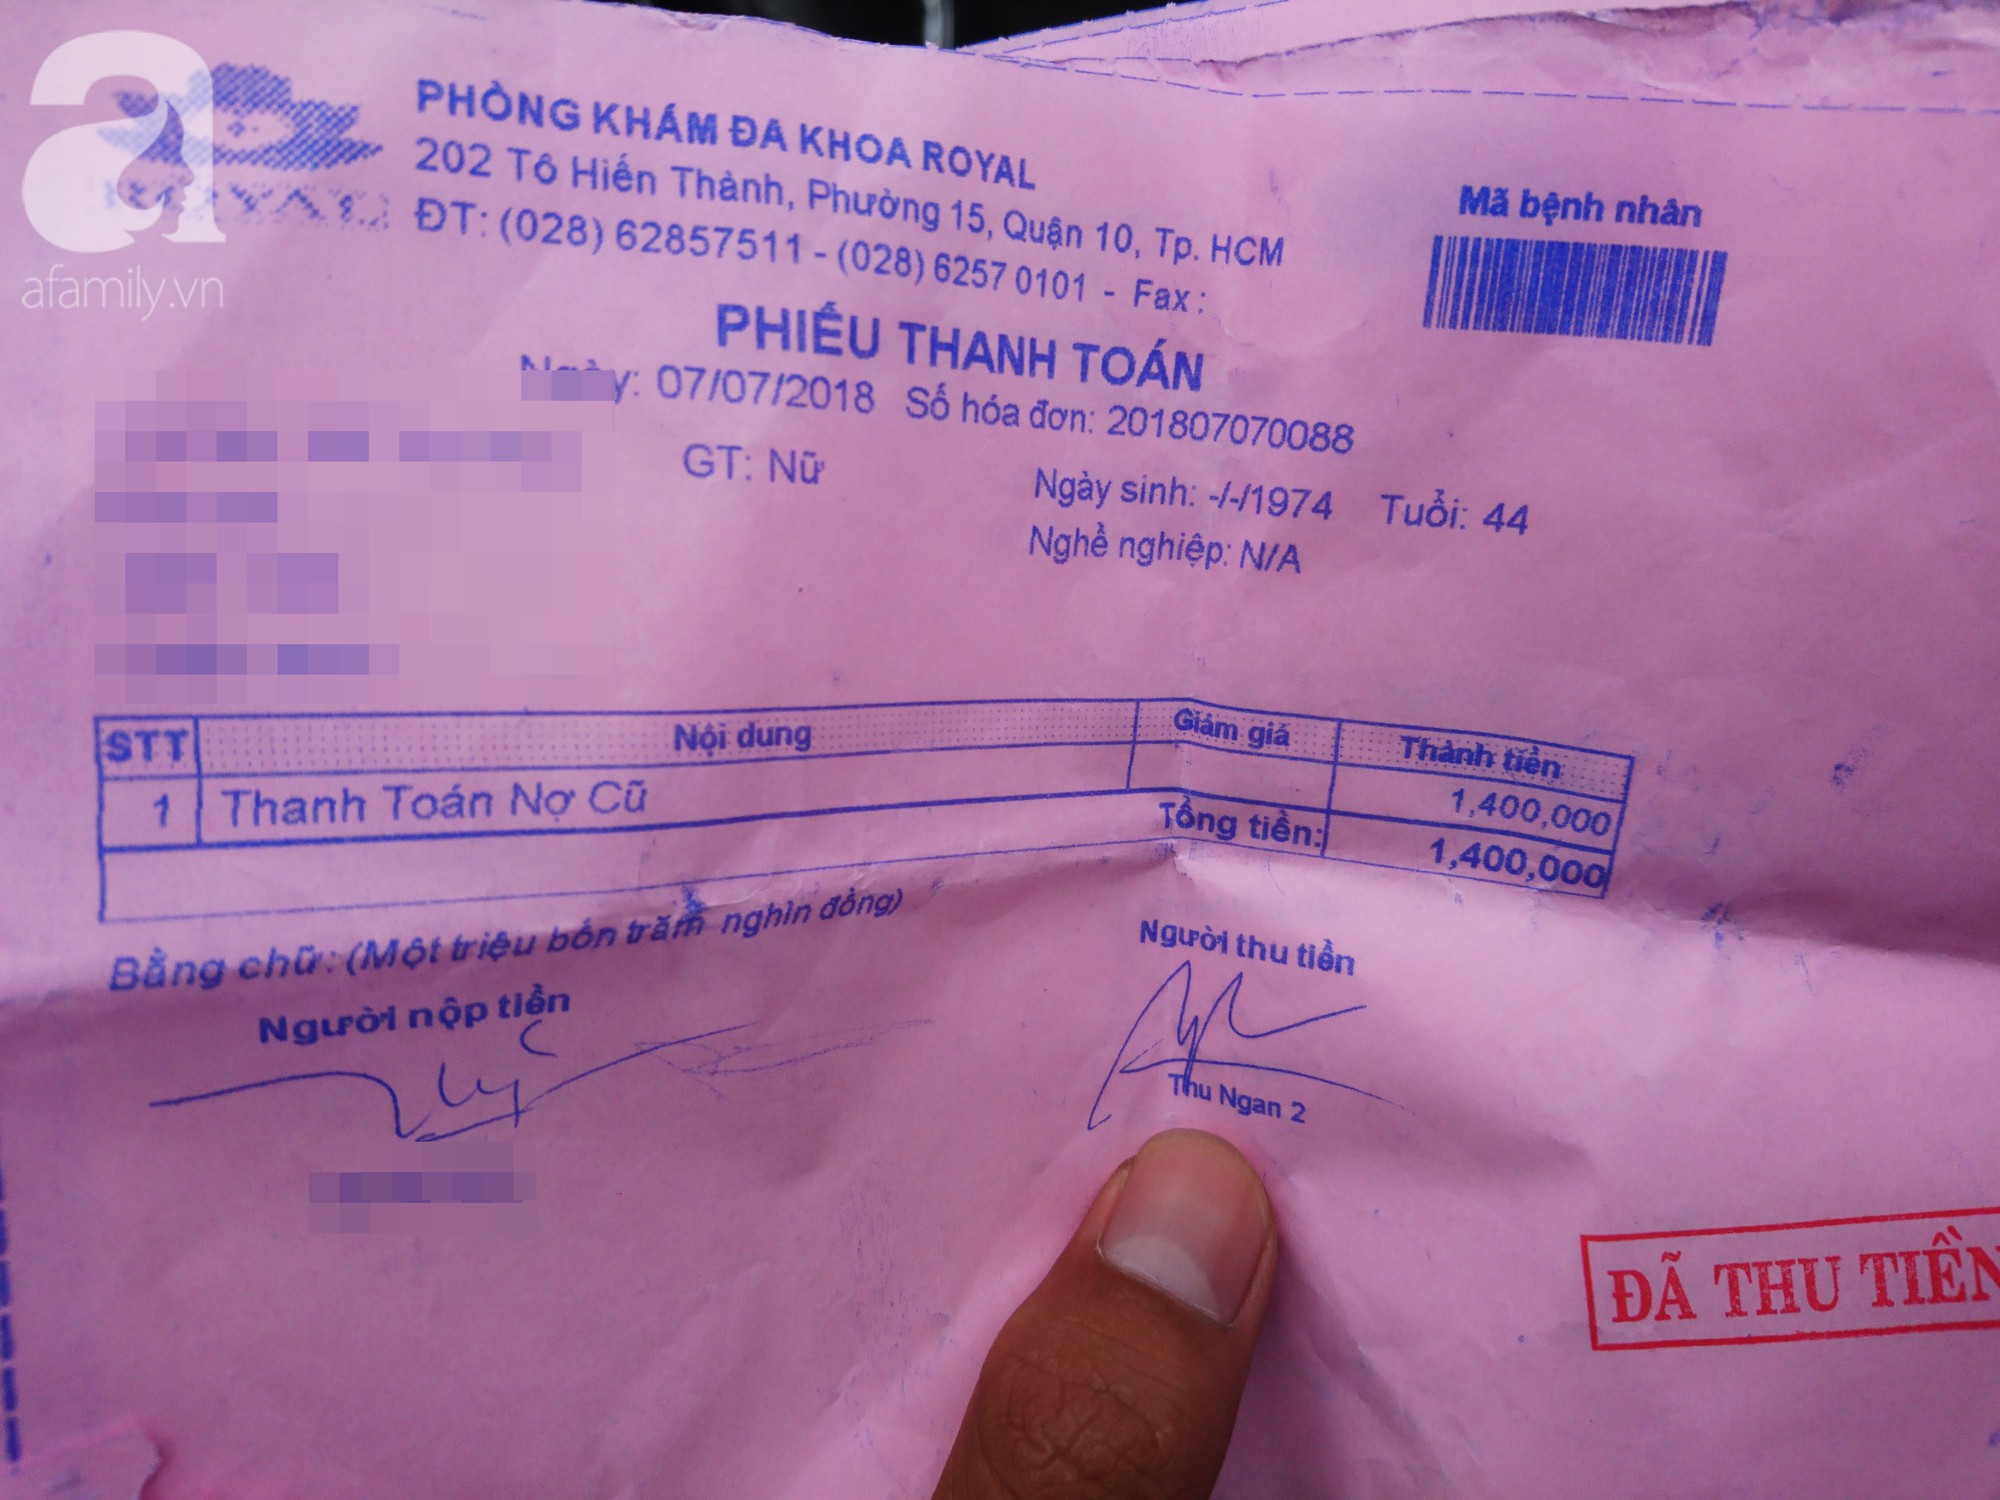 a
afamily.vn
ROYAL
PHÒNG KHÁM ĐA KHOA ROYAL
202 Tô Hiến Thành, Phường 15, Quận 10, Tp. HCM
ĐT: (028) 62857511 - (028) 6257 0101 - Fax :
Mã bệnh nhân
PHIẾU THANH TOÁN
Ngày: 07/07/2018 Số hóa đơn: 201807070088
GT: Nữ Ngày sinh: -/-/1974 Tuổi: 44
Nghề nghiệp: N/A
STT Nội dung Giảm giá Thành tiền
1 Thanh Toán Nợ Cũ 1,400,000
Tổng tiền: 1,400,000
Bằng chữ: (Một triệu bốn trăm nghìn đồng)
Người nộp tiền Người thu tiền
Thu Ngan 2
ĐÃ THU TIỀN